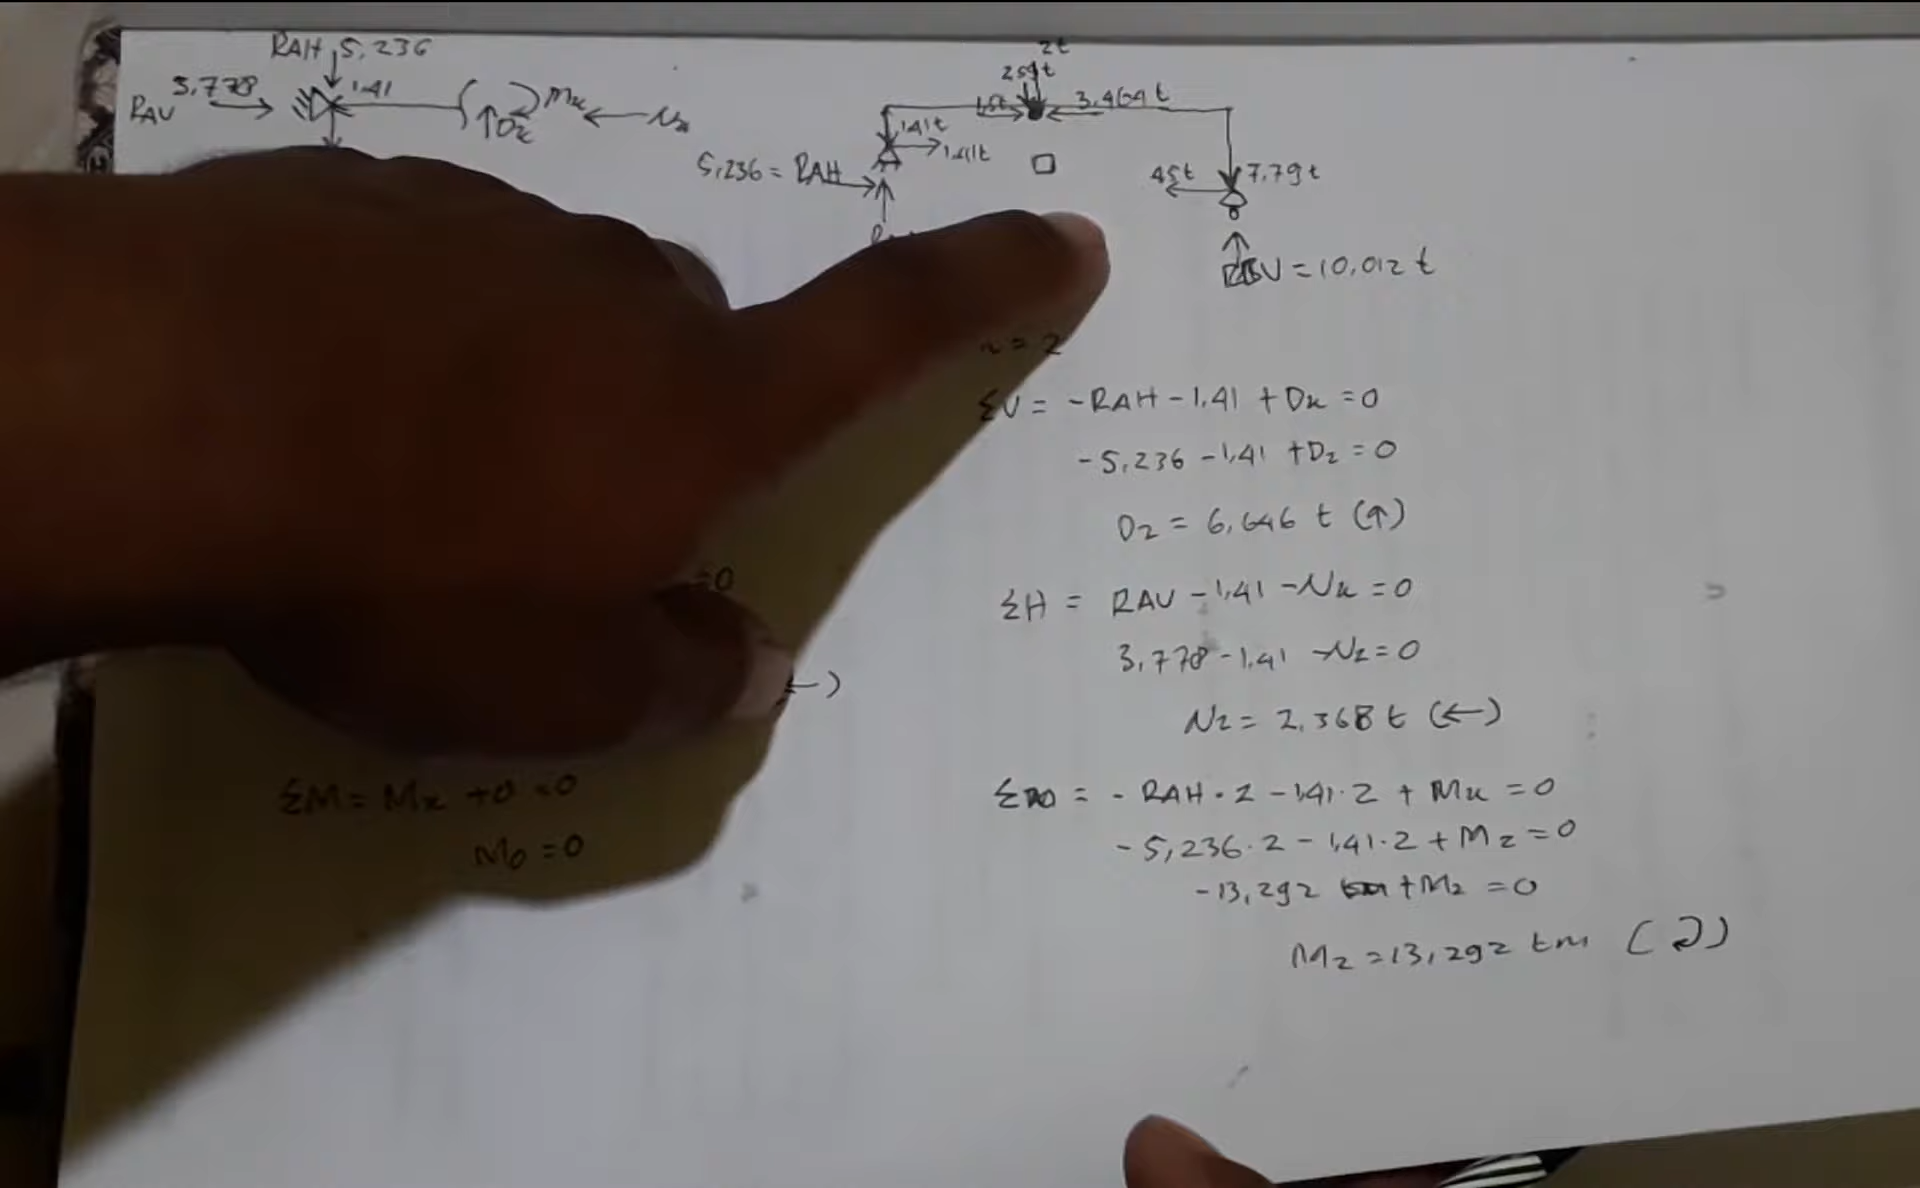 RAH 5,236
RAV 3,778
1.41
Dx
Mx
Nx
2t
2.59t
1,5t
3.464t
1.41t
1.41t
5,236 = RAH
4.5t
7.79t
RBV = 10,012 t
x = 2
ΣV = -RAH - 1.41 + Dx = 0
-5,236 - 1,41 + D2 = 0
D2 = 6,646 t (↑)
=0
ΣH = RAV - 1,41 - Nx = 0
3,778 - 1.41 - N2 = 0
←)
N2 = 2,368 t (←)
ΣM = Mx + 0 = 0
M0 = 0
ΣM = - RAH · 2 - 1,41 · 2 + Mx = 0
- 5,236 · 2 - 1,41 · 2 + M2 = 0
-13,292 tm + M2 = 0
M2 = 13,292 tm (↻)